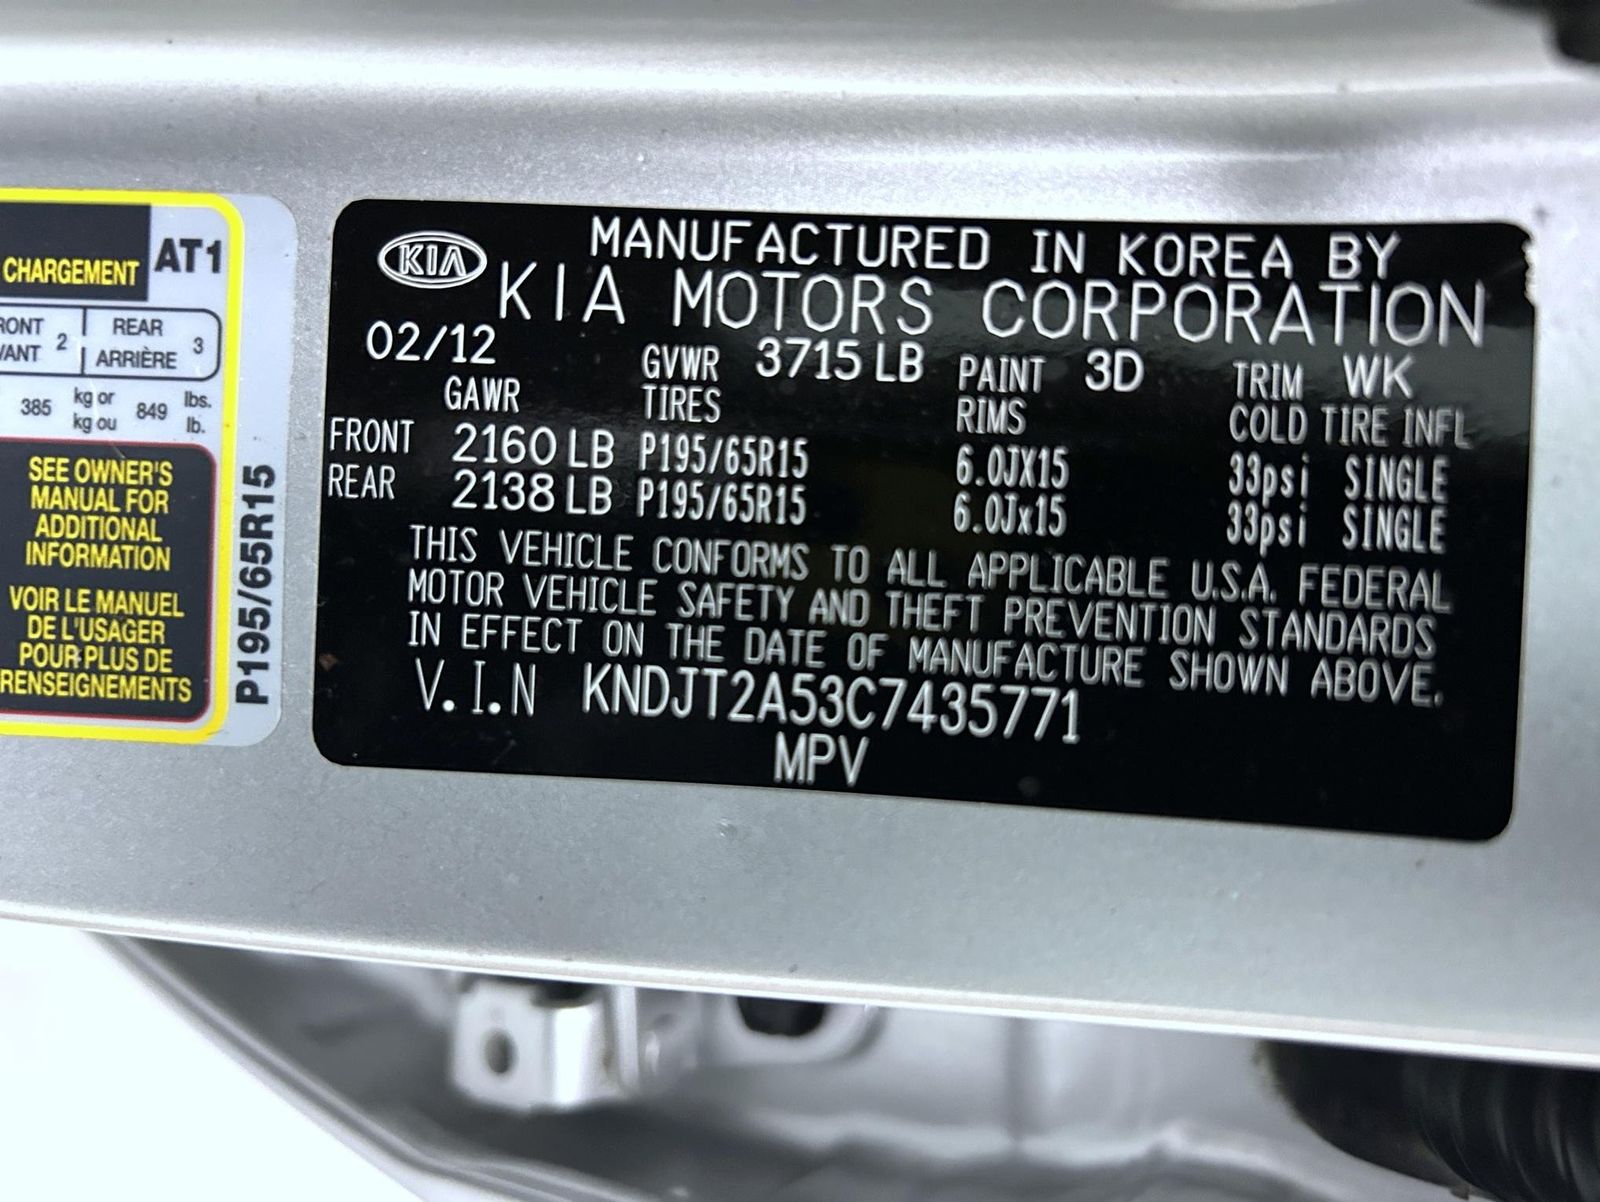 CHARGEMENT AT1
2 REAR 3
ARRIÈRE
385 kg or 849 lbs.
kg ou lb.
SEE OWNER'S
MANUAL FOR
ADDITIONAL
INFORMATION
VOIR LE MANUEL
DE L'USAGER
POUR PLUS DE
RENSEIGNEMENTS
P195/65R15
KIA
MANUFACTURED IN KOREA BY
KIA MOTORS CORPORATION
02/12 GVWR 3715 LB PAINT 3D TRIM WK
GAWR TIRES RIMS COLD TIRE INFL
FRONT 2160 LB P195/65R15 6.0JX15 33psi SINGLE
REAR 2138 LB P195/65R15 6.0Jx15 33psi SINGLE
THIS VEHICLE CONFORMS TO ALL APPLICABLE U.S.A. FEDERAL
MOTOR VEHICLE SAFETY AND THEFT PREVENTION STANDARDS
IN EFFECT ON THE DATE OF MANUFACTURE SHOWN ABOVE.
V.I.N KNDJT2A53C7435771
MPV